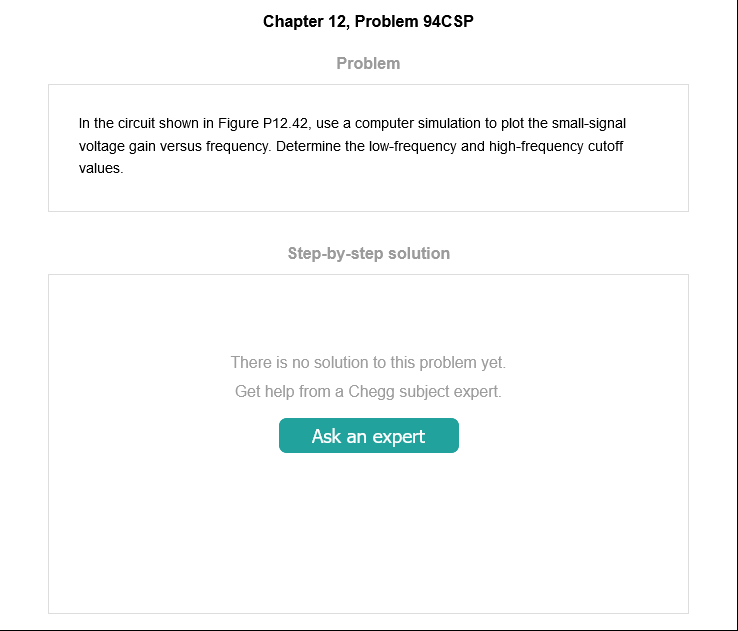 Chapter 12, Problem 94CSP
Problem
In the circuit shown in Figure P12.42, use a computer simulation to plot the small-signal
voltage gain versus frequency. Determine the low-frequency and high-frequency cutoff
values.
Step-by-step solution
There is no solution to this problem yet.
Get help from a Chegg subject expert.
Ask an expert